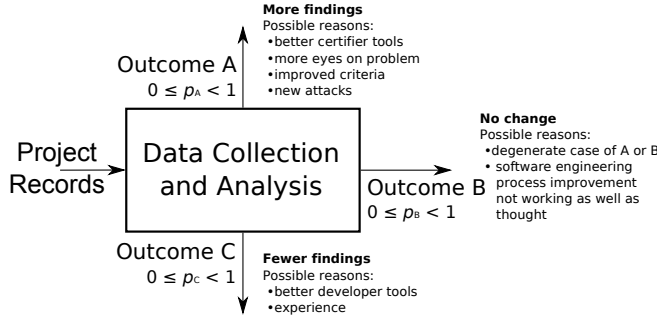 More findings
Possible reasons:
•better certifier tools
•more eyes on problem
•improved criteria
•new attacks
Outcome A
0 ≤ pA < 1
Project
Records
Data Collection
and Analysis
No change
Possible reasons:
•degenerate case of A or B
• software engineering
process improvement
not working as well as
thought
Outcome B
0 ≤ pB < 1
Outcome C
0 ≤ pC < 1
Fewer findings
Possible reasons:
•better developer tools
•experience